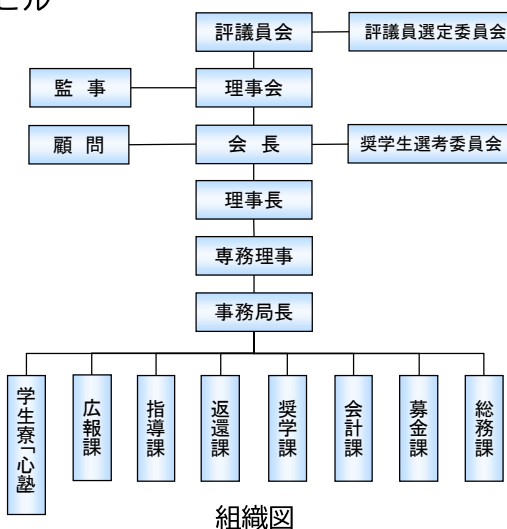 ビル
評議員会 評議員選定委員会
監 事 理事会
顧 問 会 長 奨学生選考委員会
理事長
専務理事
事務局長
学生寮「心塾
広報課
指導課
返還課
奨学課
会計課
募金課
総務課
組織図